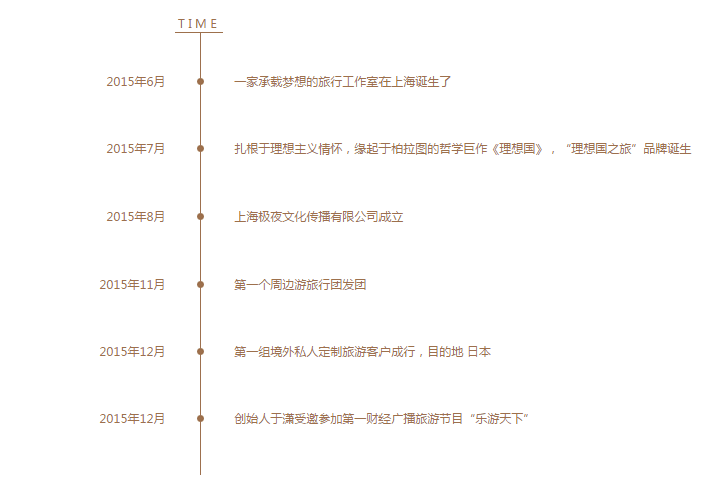 TIME
2015年6月 一家承载梦想的旅行工作室在上海诞生了
2015年7月 扎根于理想主义情怀，缘起于柏拉图的哲学巨作《理想国》，“理想国之旅”品牌诞生
2015年8月 上海极夜文化传播有限公司成立
2015年11月 第一个周边游旅行团发团
2015年12月 第一组境外私人定制旅游客户成行，目的地 日本
2015年12月 创始人于潇受邀参加第一财经广播旅游节目“乐游天下”